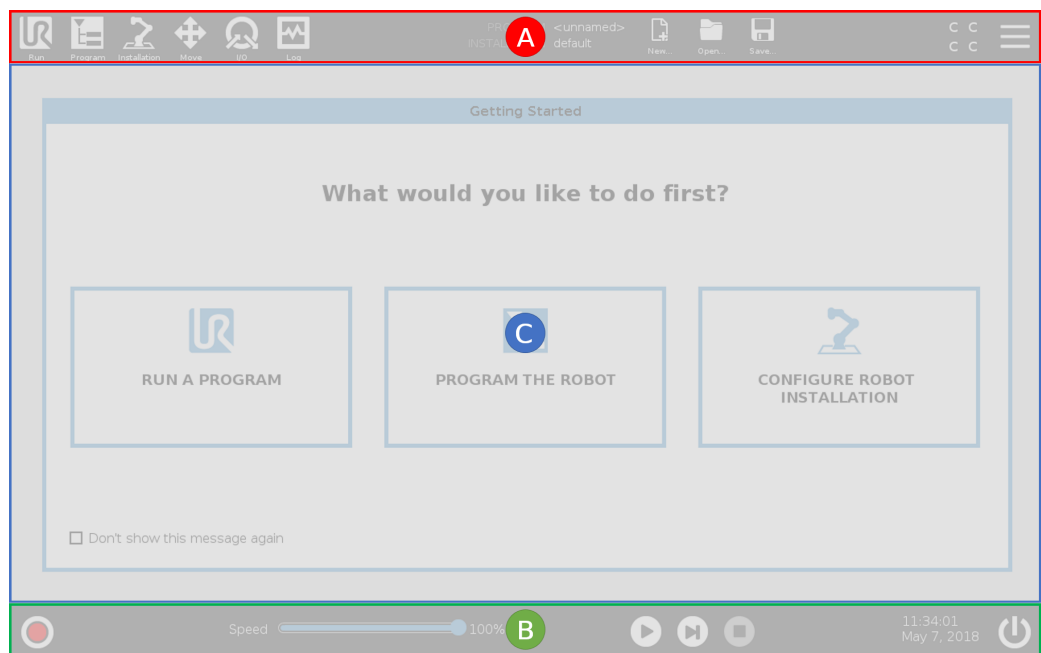 Run Program Installation Move I/O Log
<unnamed>
default
New... Open... Save...
C C
C C
A
Getting Started
What would you like to do first?
RUN A PROGRAM
C
PROGRAM THE ROBOT
CONFIGURE ROBOT
INSTALLATION
Don't show this message again
Speed 100%
B
11:34:01
May 7, 2018